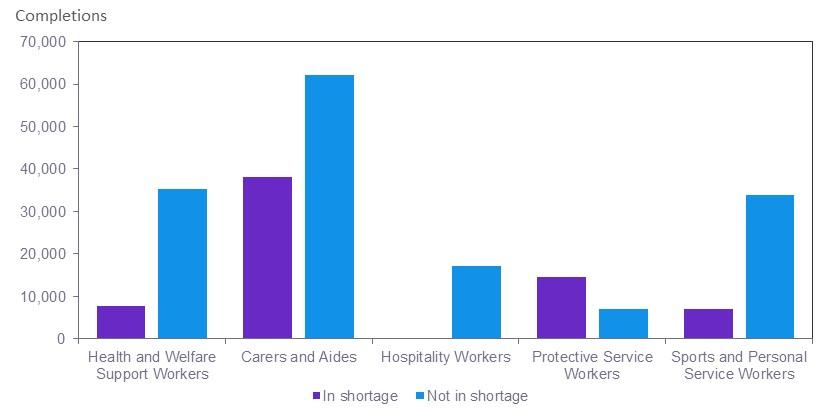 Completions
70,000
60,000
50,000
40,000
30,000
20,000
10,000
0
Health and Welfare
Support Workers
Carers and Aides
Hospitality Workers
Protective Service
Workers
Sports and Personal
Service Workers
In shortage
Not in shortage